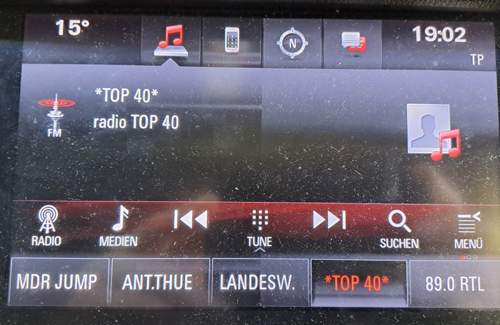 15°
19:02
N
TP
*TOP 40*
radio TOP 40
FM
RADIO
MEDIEN
TUNE
SUCHEN
MENÜ
MDR JUMP
ANT.THUE
LANDESW.
*TOP 40*
89.0 RTL